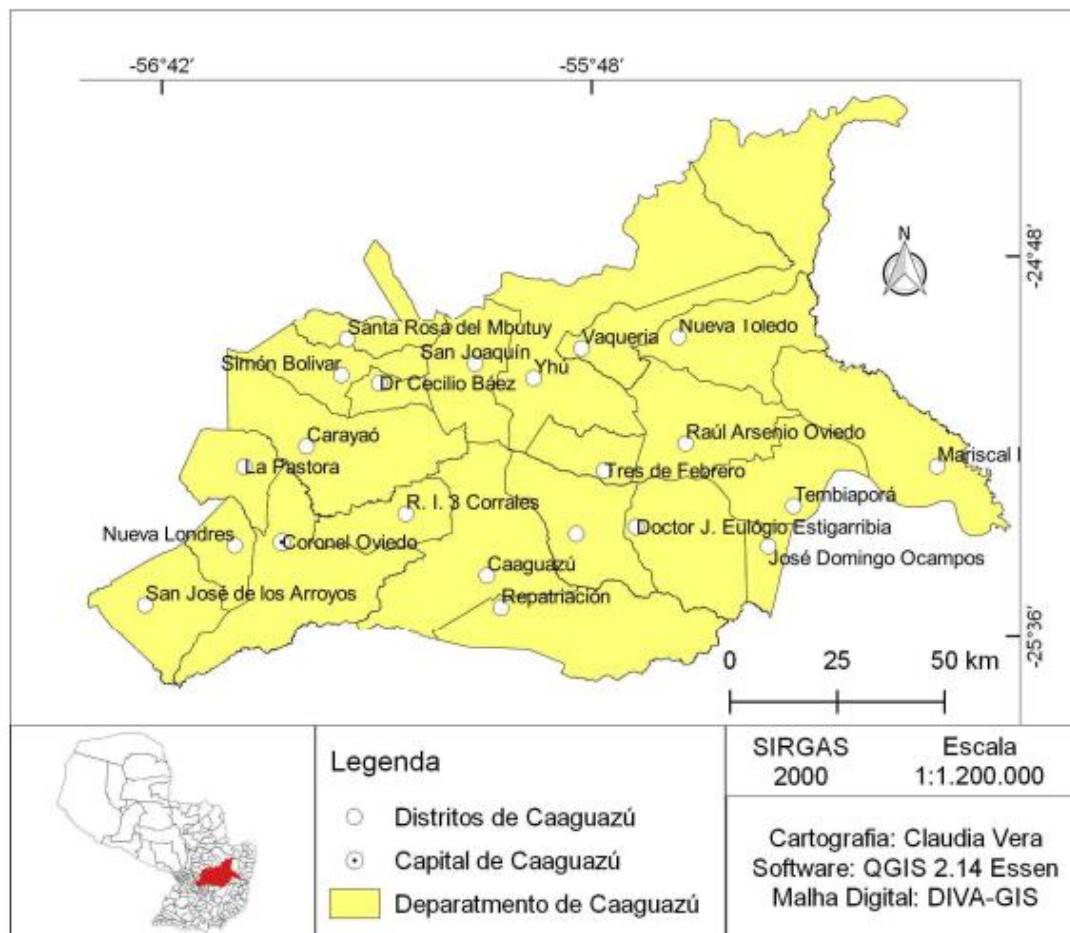 -56°42'
-55°48'
-24°48'
N
Santa Rosa del Mbutuy
San Joaquín
Vaqueria
Nueva Toledo
Simón Bolivar
Dr Cecilio Báez
Yhú
Carayaó
Raúl Arsenio Oviedo
La Pastora
Tres de Febrero
Mariscal
R. I. 3 Corrales
Tembiaporá
Nueva Londres
Coronel Oviedo
Doctor J. Eulogio Estigarribia
José Domingo Ocampos
Caaguazú
San José de los Arroyos
Repatriación
-25°36'
0 25 50 km
Legenda
Distritos de Caaguazú
Capital de Caaguazú
Deparatmento de Caaguazú
SIRGAS
2000
Escala
1:1.200.000
Cartografia: Claudia Vera
Software: QGIS 2.14 Essen
Malha Digital: DIVA-GIS